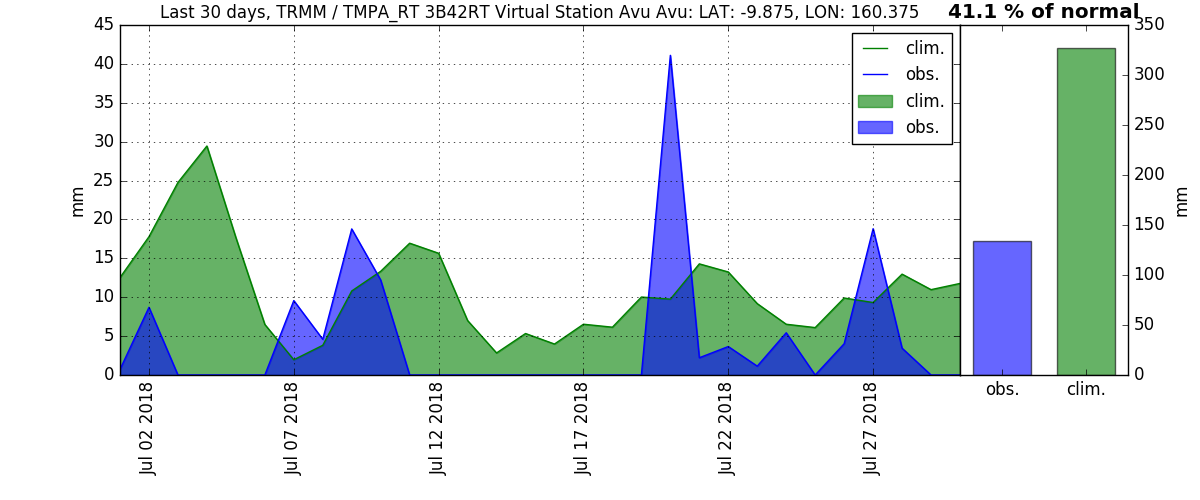 Last 30 days, TRMM / TMPA_RT 3B42RT Virtual Station Avu Avu: LAT: -9.875, LON: 160.375
41.1 % of normal
45
40
35
30
25
20
15
10
5
0
mm
clim.
obs.
clim.
obs.
350
300
250
200
150
100
50
0
mm
Jul 02 2018
Jul 07 2018
Jul 12 2018
Jul 17 2018
Jul 22 2018
Jul 27 2018
obs.
clim.